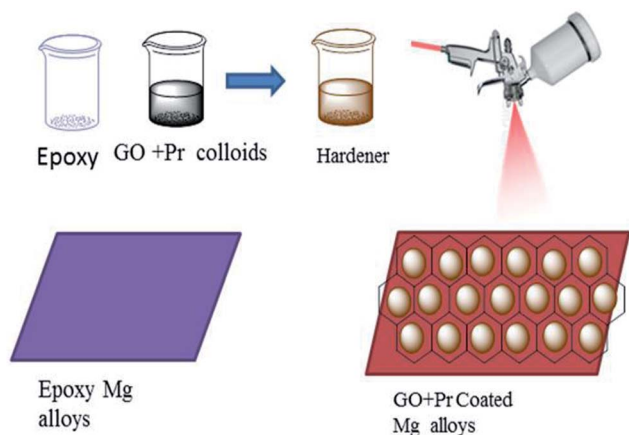 Epoxy
GO +Pr colloids
Hardener
Epoxy Mg
alloys
GO+Pr Coated
Mg alloys